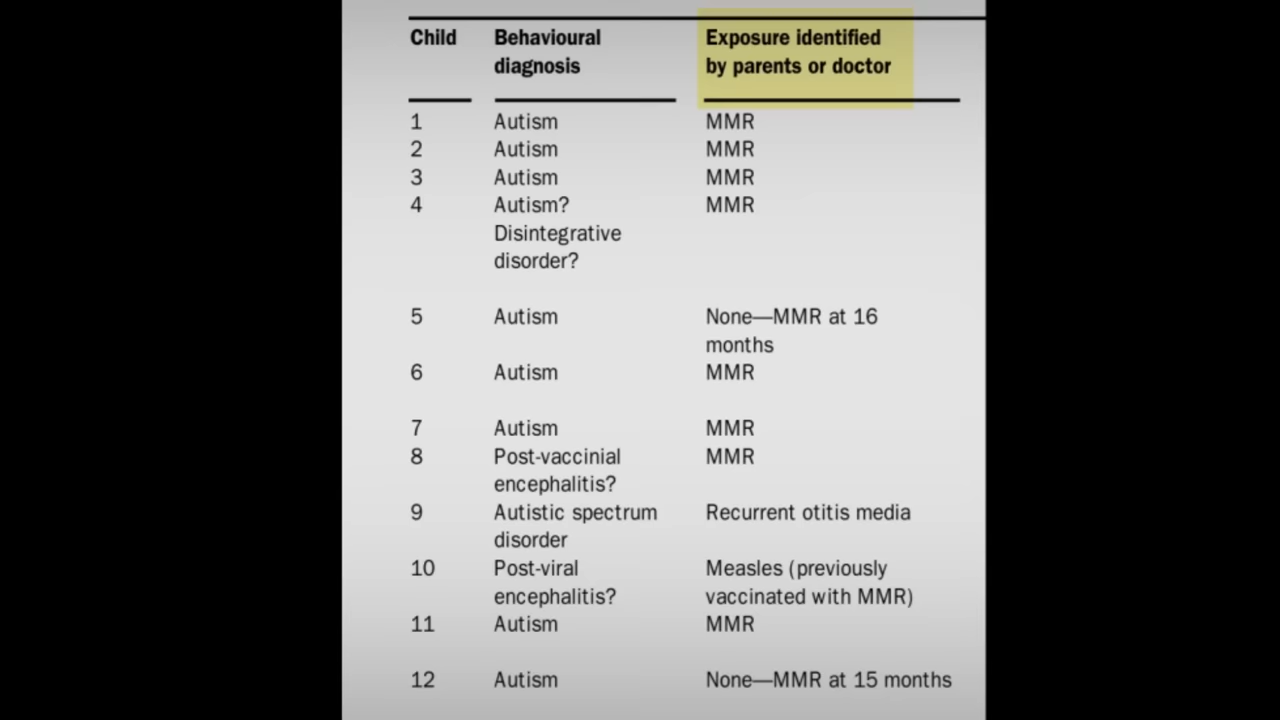 Child Behavioural Exposure identified
diagnosis by parents or doctor
1 Autism MMR
2 Autism MMR
3 Autism MMR
4 Autism? MMR
Disintegrative
disorder?
5 Autism None—MMR at 16
months
6 Autism MMR
7 Autism MMR
8 Post-vaccinial MMR
encephalitis?
9 Autistic spectrum Recurrent otitis media
disorder
10 Post-viral Measles (previously
encephalitis? vaccinated with MMR)
11 Autism MMR
12 Autism None—MMR at 15 months